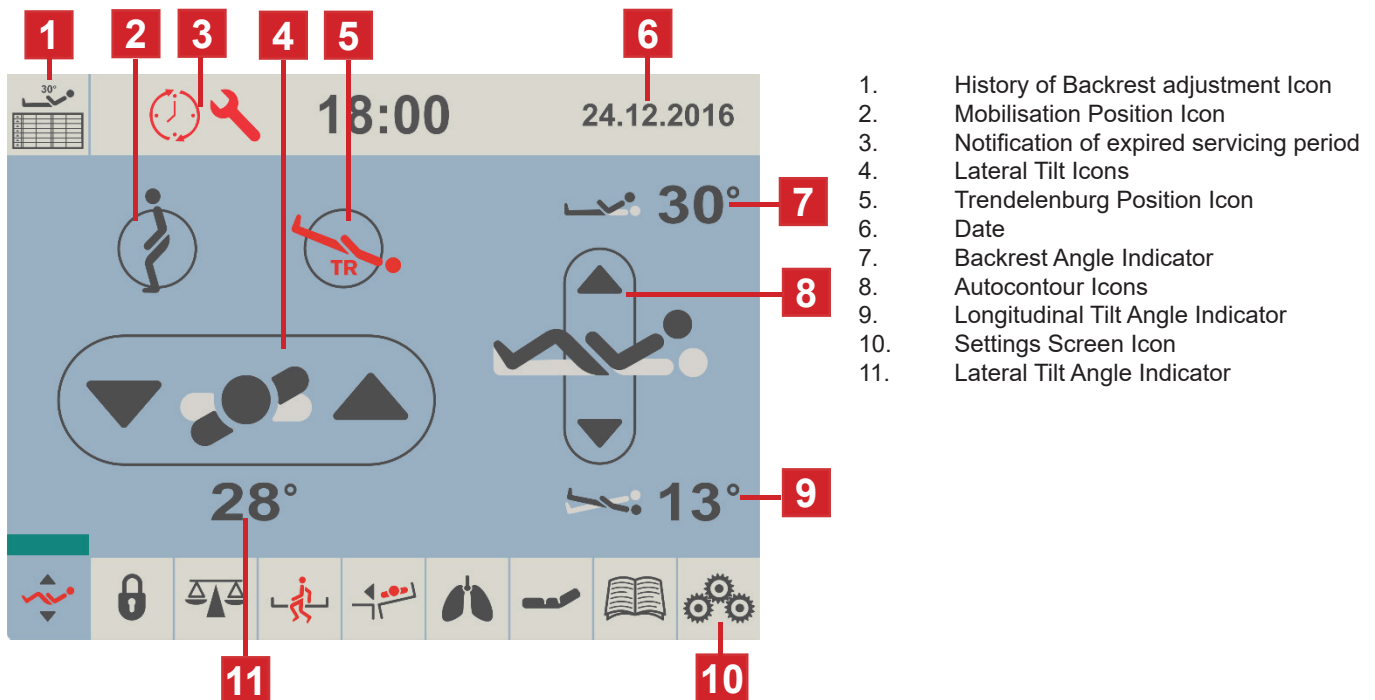 1 2 3 4 5 6
30°
18:00
24.12.2016
30° 7
TR
8
28°
13° 9
11
10
1. History of Backrest adjustment Icon
2. Mobilisation Position Icon
3. Notification of expired servicing period
4. Lateral Tilt Icons
5. Trendelenburg Position Icon
6. Date
7. Backrest Angle Indicator
8. Autocontour Icons
9. Longitudinal Tilt Angle Indicator
10. Settings Screen Icon
11. Lateral Tilt Angle Indicator